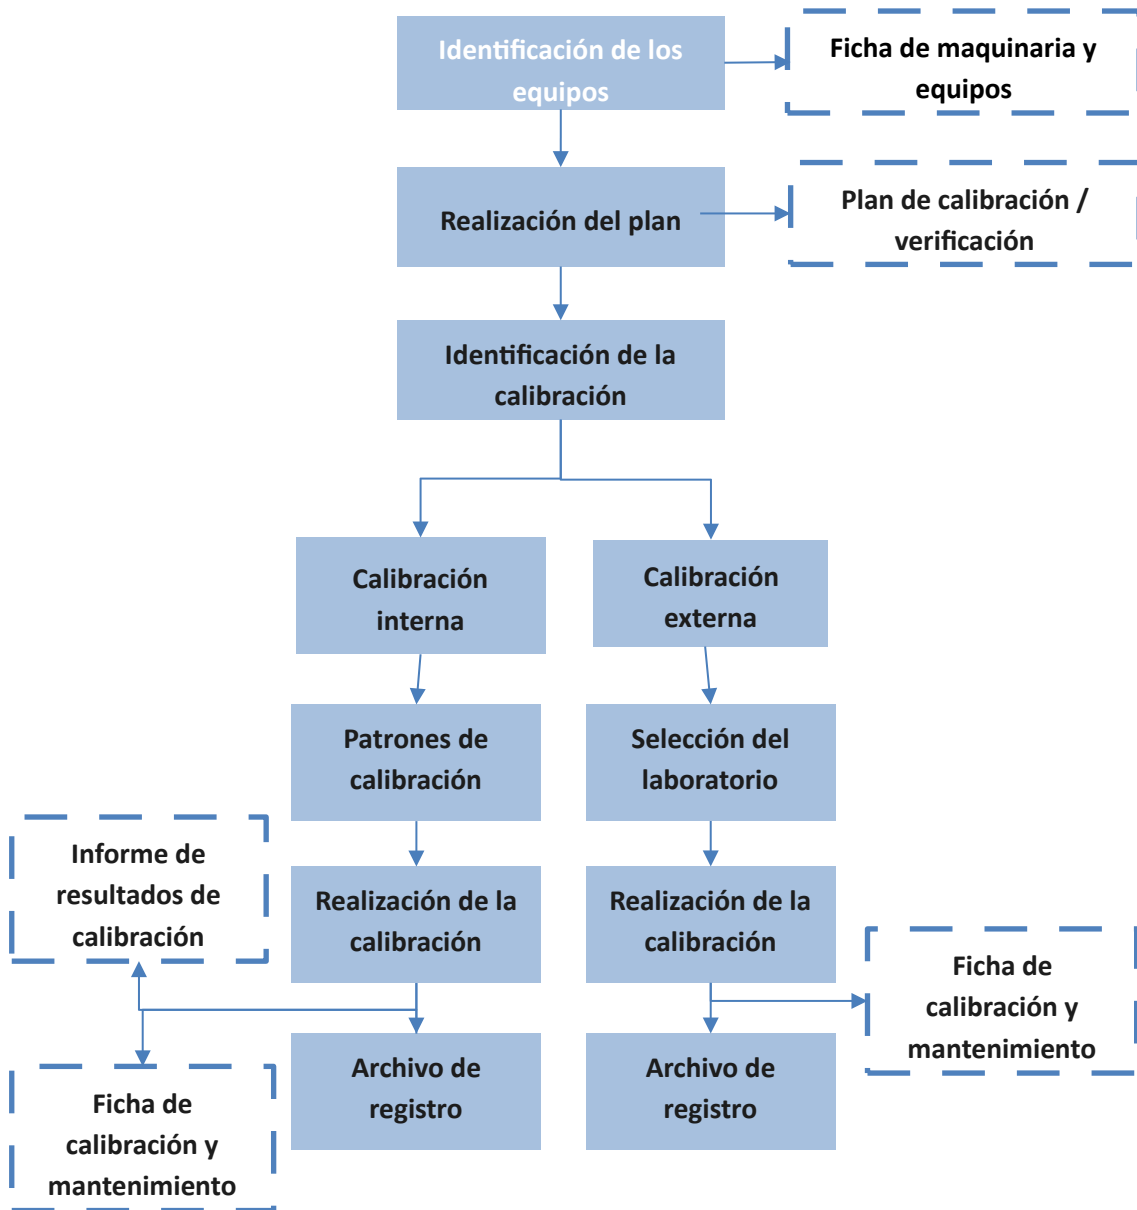 Identificación de los
equipos
Ficha de maquinaria y
equipos
Realización del plan
Plan de calibración /
verificación
Identificación de la
calibración
Calibración
interna
Calibración
externa
Patrones de
calibración
Selección del
laboratorio
Informe de
resultados de
calibración
Realización de la
calibración
Realización de la
calibración
Ficha de
calibración y
mantenimiento
Archivo de
registro
Archivo de
registro
Ficha de
calibración y
mantenimiento